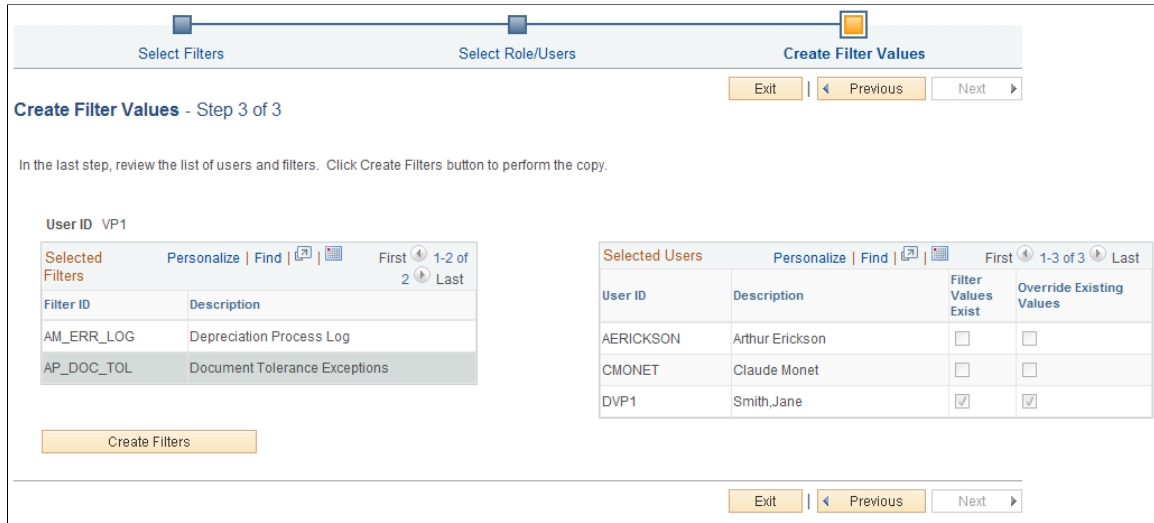 Select Filters Select Role/Users Create Filter Values
Exit | Previous Next
Create Filter Values - Step 3 of 3
In the last step, review the list of users and filters. Click Create Filters button to perform the copy.
User ID VP1
Selected Filters Personalize | Find | | First 1-2 of 2 Last
Filter ID Description
AM_ERR_LOG Depreciation Process Log
AP_DOC_TOL Document Tolerance Exceptions
Create Filters
Selected Users Personalize | Find | | First 1-3 of 3 Last
User ID Description Filter Values Exist Override Existing Values
AERICKSON Arthur Erickson
CMONET Claude Monet
DVP1 Smith,Jane
Exit | Previous Next